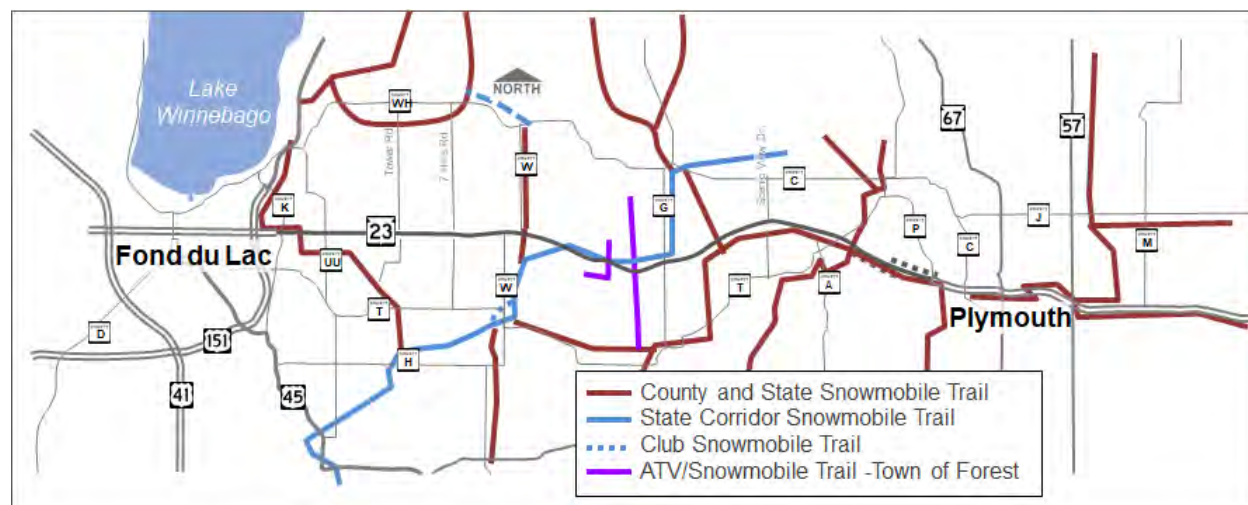 Lake
Winnebago
NORTH
WH
Tower Rd
7 Hills Rd
W
67
57
Scenic View Dr.
C
K
G
P
J
23
C
M
Fond du Lac
UU
W
T
A
T
Plymouth
D
151
H
41
45
County and State Snowmobile Trail
State Corridor Snowmobile Trail
Club Snowmobile Trail
ATV/Snowmobile Trail -Town of Forest